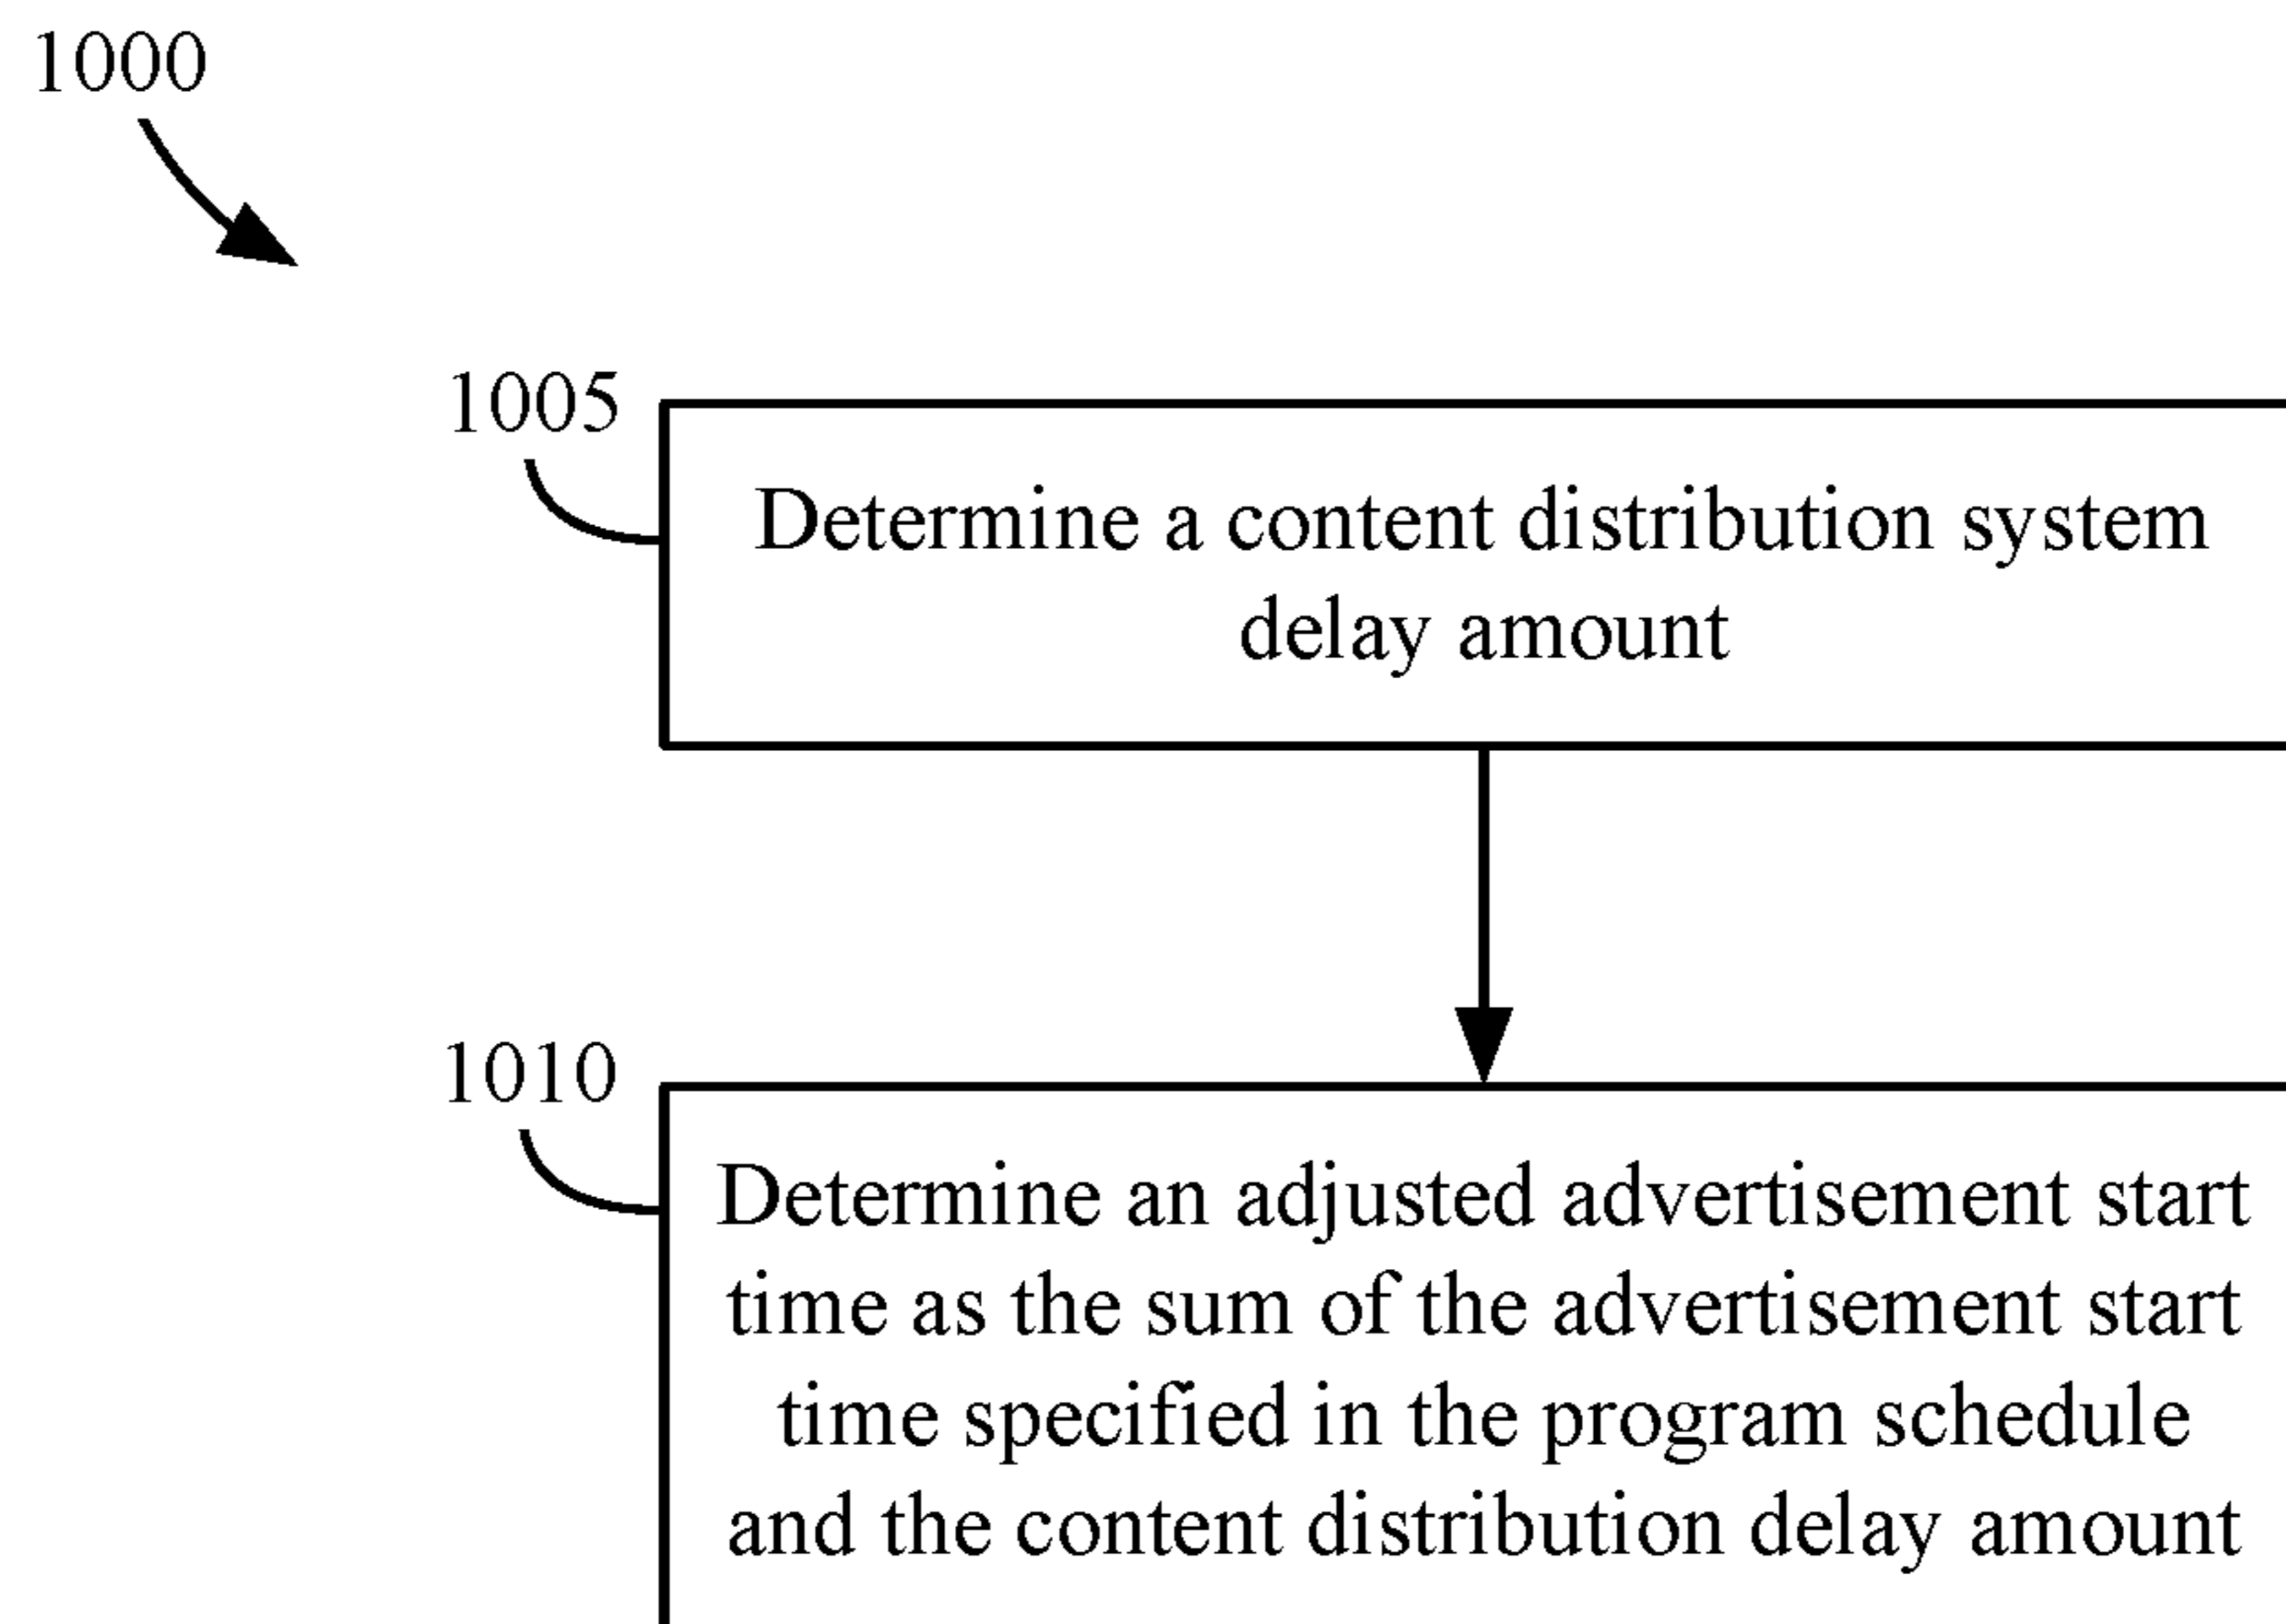 1000
1005
Determine a content distribution system
delay amount
1010
Determine an adjusted advertisement start
time as the sum of the advertisement start
time specified in the program schedule
and the content distribution delay amount